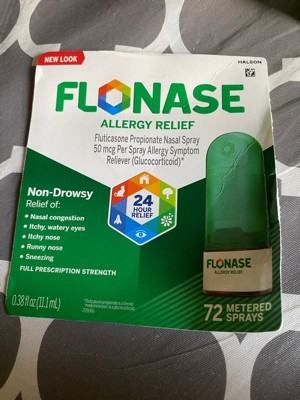 NEW LOOK
HALEON
FLONASE
ALLERGY RELIEF
Fluticasone Propionate Nasal Spray
50 mcg Per Spray Allergy Symptom
Reliever (Glucocorticoid)*
Non-Drowsy
Relief of:
• Nasal congestion
• Itchy, watery eyes
• Itchy nose
• Runny nose
• Sneezing
FULL PRESCRIPTION STRENGTH
24
HOUR
RELIEF
FLONASE
ALLERGY RELIEF
0.38 fl oz (11.1 mL)
72 METERED
SPRAYS